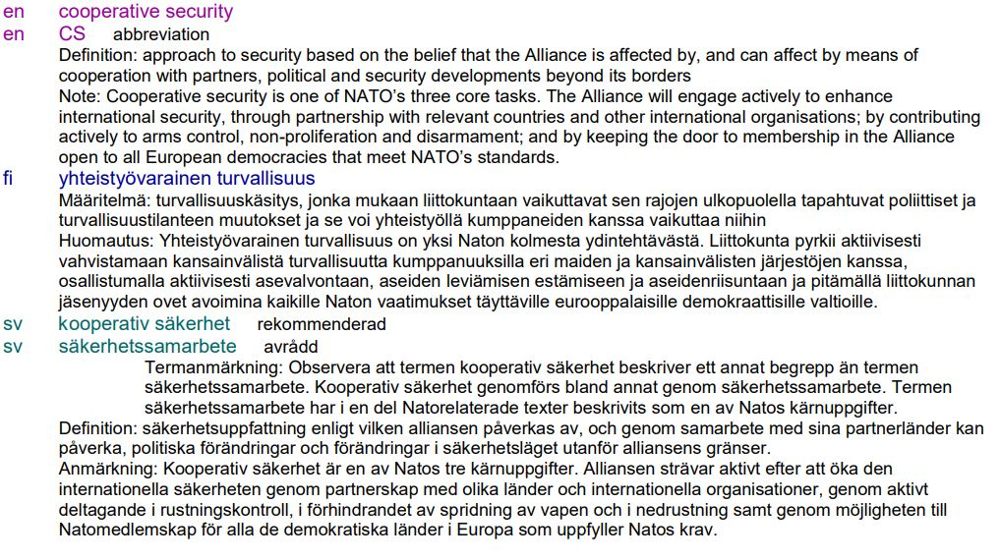 en cooperative security
en CS abbreviation
Definition: approach to security based on the belief that the Alliance is affected by, and can affect by means of
cooperation with partners, political and security developments beyond its borders
Note: Cooperative security is one of NATO’s three core tasks. The Alliance will engage actively to enhance
international security, through partnership with relevant countries and other international organisations; by contributing
actively to arms control, non-proliferation and disarmament; and by keeping the door to membership in the Alliance
open to all European democracies that meet NATO’s standards.
fi yhteistyövarainen turvallisuus
Määritelmä: turvallisuuskäsitys, jonka mukaan liittokuntaan vaikuttavat sen rajojen ulkopuolella tapahtuvat poliittiset ja
turvallisuustilanteen muutokset ja se voi yhteistyöllä kumppaneiden kanssa vaikuttaa niihin
Huomautus: Yhteistyövarainen turvallisuus on yksi Naton kolmesta ydintehtävästä. Liittokunta pyrkii aktiivisesti
vahvistamaan kansainvälistä turvallisuutta kumppanuuksilla eri maiden ja kansainvälisten järjestöjen kanssa,
osallistumalla aktiivisesti asevalvontaan, aseiden leviämisen estämiseen ja aseidenriisuntaan ja pitämällä liittokunnan
jäsenyyden ovet avoimina kaikille Naton vaatimukset täyttäville eurooppalaisille demokraattisille valtioille.
sv kooperativ säkerhet rekommenderad
sv säkerhetssamarbete avrådd
Termanmärkning: Observera att termen kooperativ säkerhet beskriver ett annat begrepp än termen
säkerhetssamarbete. Kooperativ säkerhet genomförs bland annat genom säkerhetssamarbete. Termen
säkerhetssamarbete har i en del Natorelaterade texter beskrivits som en av Natos kärnuppgifter.
Definition: säkerhetsuppfattning enligt vilken alliansen påverkas av, och genom samarbete med sina partnerländer kan
påverka, politiska förändringar och förändringar i säkerhetsläget utanför alliansens gränser.
Anmärkning: Kooperativ säkerhet är en av Natos tre kärnuppgifter. Alliansen strävar aktivt efter att öka den
internationella säkerheten genom partnerskap med olika länder och internationella organisationer, genom aktivt
deltagande i rustningskontroll, i förhindrandet av spridning av vapen och i nedrustning samt genom möjligheten till
Natomedlemskap för alla de demokratiska länder i Europa som uppfyller Natos krav.